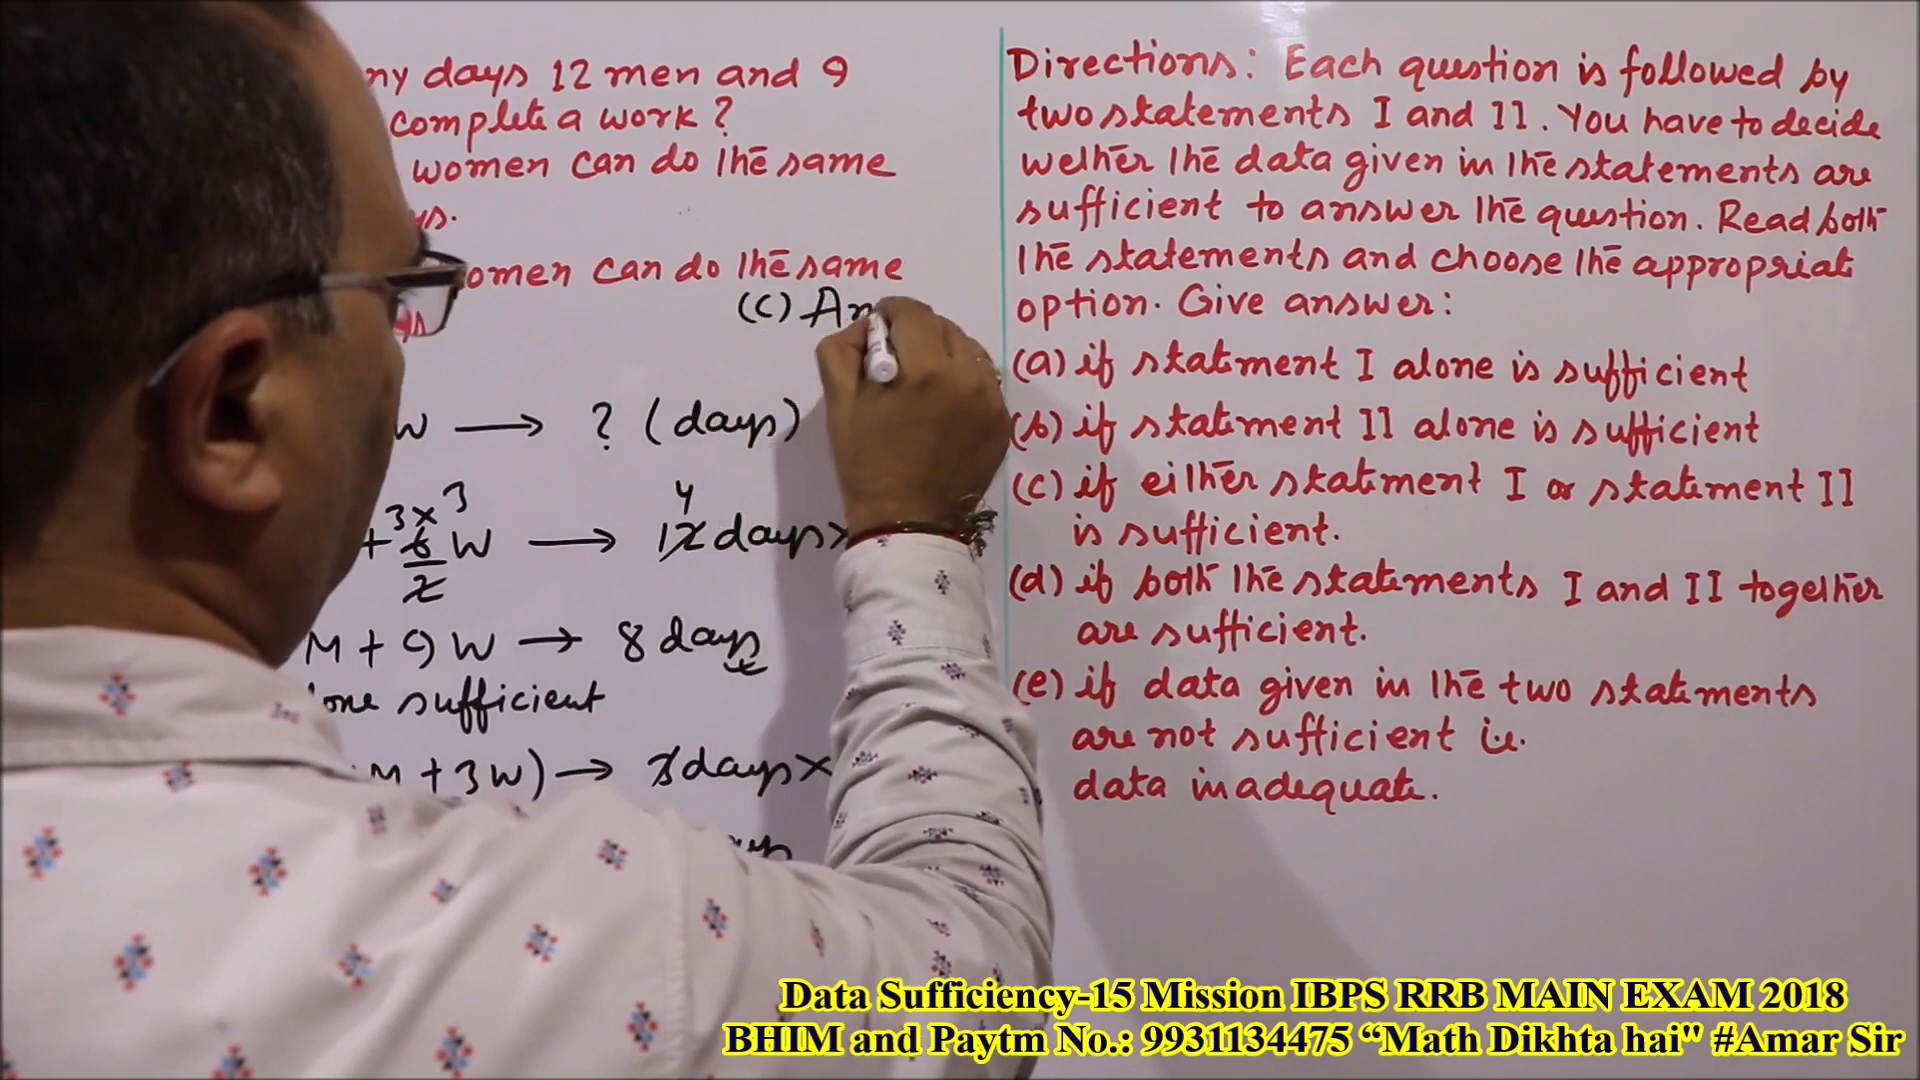 ny days 12 men and 9
complete a work?
women can do the same
ys.
omen can do the same
(c) An
w → ? (days)
4
+ 3x3
6 W → 12 days x
2
M + 9 W → 8 days
one sufficient
M + 3W) → 8 days x
Directions: Each question is followed by
two statements I and II. You have to decide
wether the data given in the statements are
sufficient to answer the question. Read both
the statements and choose the appropriat
option. Give answer:
(a) if statement I alone is sufficient
(b) if statement II alone is sufficient
(c) if either statement I or statement II
is sufficient.
(d) if both the statements I and II together
are sufficient.
(e) if data given in the two statements
are not sufficient i.e.
data inadequate.
Data Sufficiency-15 Mission IBPS RRB MAIN EXAM 2018
BHIM and Paytm No.: 9931134475 “Math Dikhta hai" #Amar Sir